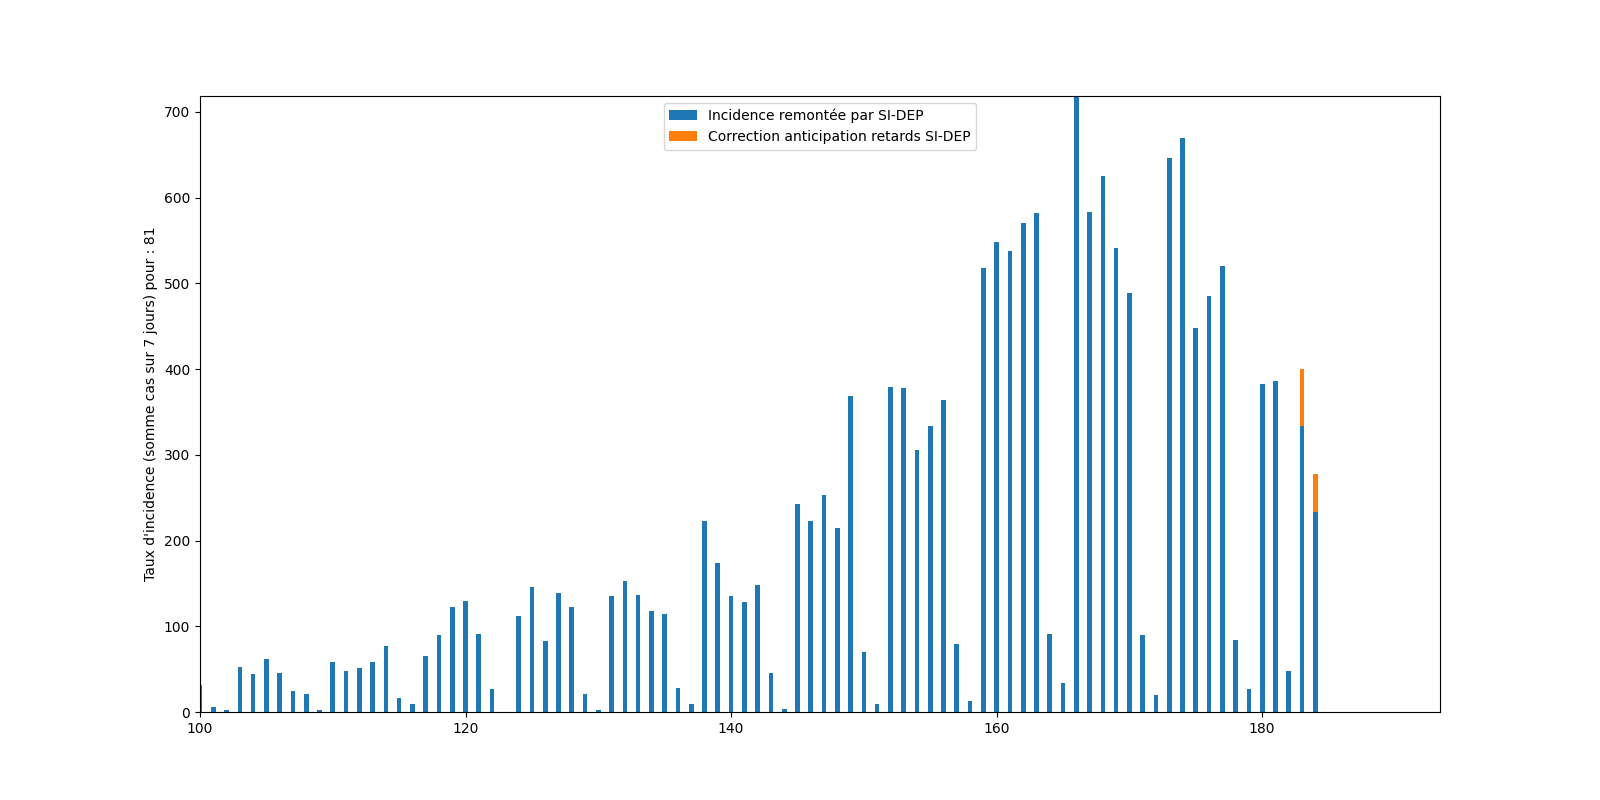 Incidence remontée par SI-DEP
Correction anticipation retards SI-DEP
Taux d'incidence (somme cas sur 7 jours) pour : 81
700
600
500
400
300
200
100
0
100 120 140 160 180